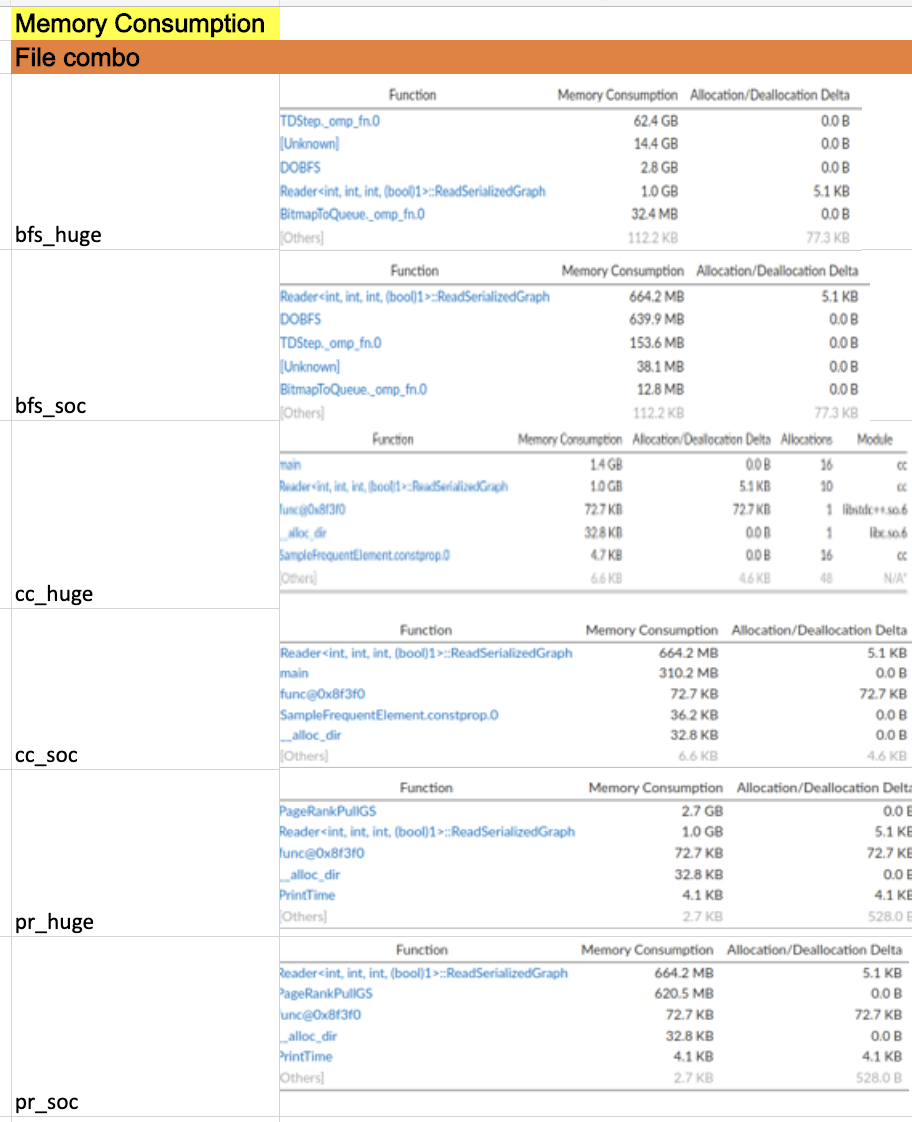 Memory Consumption
File combo
Function Memory Consumption Allocation/Deallocation Delta
TDStep._omp_fn.0 62.4 GB 0.0 B
[Unknown] 14.4 GB 0.0 B
DOBFS 2.8 GB 0.0 B
Reader<int, int, int, (bool)1>::ReadSerializedGraph 1.0 GB 5.1 KB
BitmapToQueue._omp_fn.0 32.4 MB 0.0 B
[Others] 112.2 KB 77.3 KB
bfs_huge
Function Memory Consumption Allocation/Deallocation Delta
Reader<int, int, int, (bool)1>::ReadSerializedGraph 664.2 MB 5.1 KB
DOBFS 639.9 MB 0.0 B
TDStep._omp_fn.0 153.6 MB 0.0 B
[Unknown] 38.1 MB 0.0 B
BitmapToQueue._omp_fn.0 12.8 MB 0.0 B
[Others] 112.2 KB 77.3 KB
bfs_soc
Function Memory Consumption Allocation/Deallocation Delta Allocations Module
main 1.4 GB 0.0 B 16 cc
Reader<int, int, int, (bool)1>::ReadSerializedGraph 1.0 GB 5.1 KB 10 cc
func@0x8f3f0 72.7 KB 72.7 KB 1 libstdc++.so.6
__alloc_dir 32.8 KB 0.0 B 1 libc.so.6
SampleFrequentElement.constprop.0 4.7 KB 0.0 B 16 cc
[Others] 6.6 KB 4.6 KB 48 N/A*
cc_huge
Function Memory Consumption Allocation/Deallocation Delta
Reader<int, int, int, (bool)1>::ReadSerializedGraph 664.2 MB 5.1 KB
main 310.2 MB 0.0 B
func@0x8f3f0 72.7 KB 72.7 KB
SampleFrequentElement.constprop.0 36.2 KB 0.0 B
__alloc_dir 32.8 KB 0.0 B
[Others] 6.6 KB 4.6 KB
cc_soc
Function Memory Consumption Allocation/Deallocation Delta
PageRankPullGS 2.7 GB 0.0 B
Reader<int, int, int, (bool)1>::ReadSerializedGraph 1.0 GB 5.1 KB
func@0x8f3f0 72.7 KB 72.7 KB
__alloc_dir 32.8 KB 0.0 B
PrintTime 4.1 KB 4.1 KB
[Others] 2.7 KB 528.0 B
pr_huge
Function Memory Consumption Allocation/Deallocation Delta
Reader<int, int, int, (bool)1>::ReadSerializedGraph 664.2 MB 5.1 KB
PageRankPullGS 620.5 MB 0.0 B
func@0x8f3f0 72.7 KB 72.7 KB
__alloc_dir 32.8 KB 0.0 B
PrintTime 4.1 KB 4.1 KB
[Others] 2.7 KB 528.0 B
pr_soc